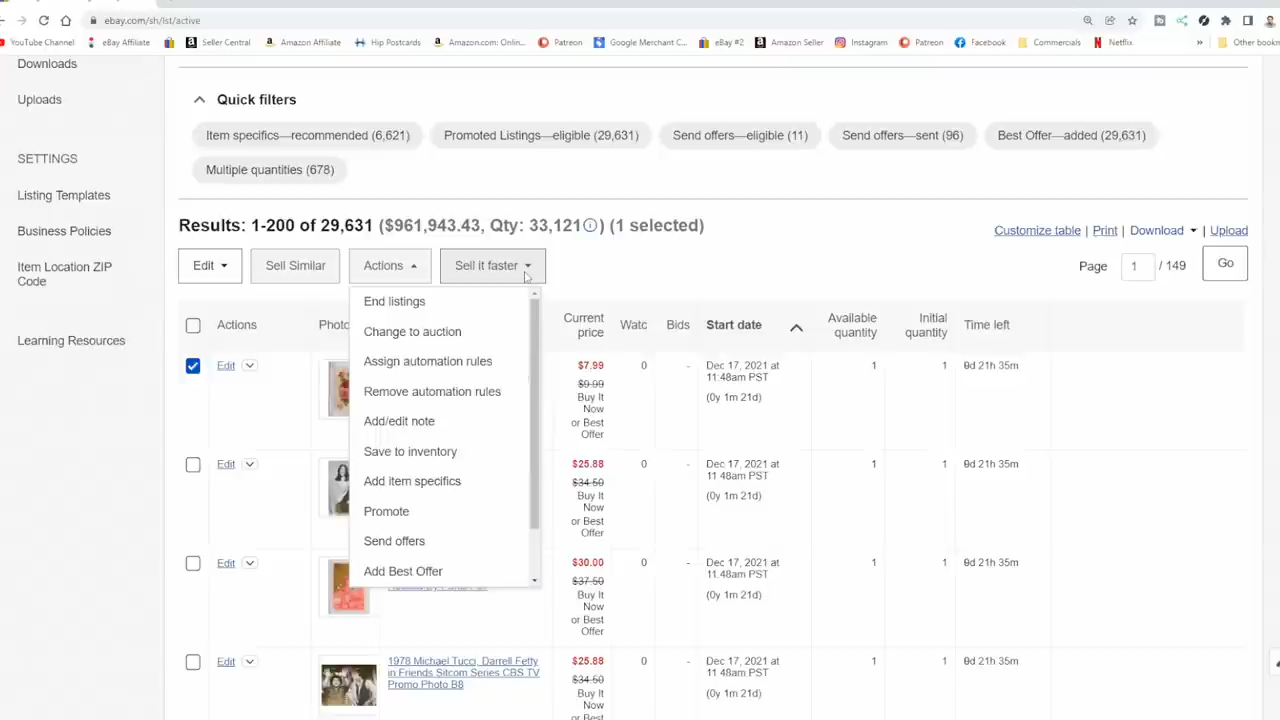 ebay.com/sh/lst/active
YouTube Channel eBay Affiliate Seller Central Amazon Affiliate Hip Postcards Amazon.com: Onlin... Patreon Google Merchant C... eBay #2 Amazon Seller Instagram Patreon Facebook Commercials Netflix » Other bookm
Downloads
Uploads
SETTINGS
Listing Templates
Business Policies
Item Location ZIP
Code
Learning Resources
Quick filters
Item specifics—recommended (6,621) Promoted Listings—eligible (29,631) Send offers—eligible (11) Send offers—sent (96) Best Offer—added (29,631)
Multiple quantities (678)
Results: 1-200 of 29,631 ($961,943.43, Qty: 33,121) (1 selected)
Customize table | Print | Download | Upload
Edit Sell Similar Actions Sell it faster
Page 1 / 149 Go
End listings
Change to auction
Assign automation rules
Remove automation rules
Add/edit note
Save to inventory
Add item specifics
Promote
Send offers
Add Best Offer
Actions Photo Current
price Watc Bids Start date Available
quantity Initial
quantity Time left
Edit $7.99 0 - Dec 17, 2021 at 1 1 0d 21h 35m
11:48am PST
$9.99
Buy It (0y 1m 21d)
Now
or Best
Offer
Edit $25.88 0 - Dec 17, 2021 at 1 1 0d 21h 35m
11:48am PST
$34.50
Buy It (0y 1m 21d)
Now
or Best
Offer
Edit $30.00 0 - Dec 17, 2021 at 1 1 0d 21h 35m
11:48am PST
$37.50
Buy It (0y 1m 21d)
Now
or Best
Offer
Edit 1978 Michael Tucci, Darrell Fetty $25.88 0 - Dec 17, 2021 at 1 1 0d 21h 35m
in Friends Sitcom Series CBS TV 11:48am PST
Promo Photo B8 $34.50
Buy It (0y 1m 21d)
Now
or Best